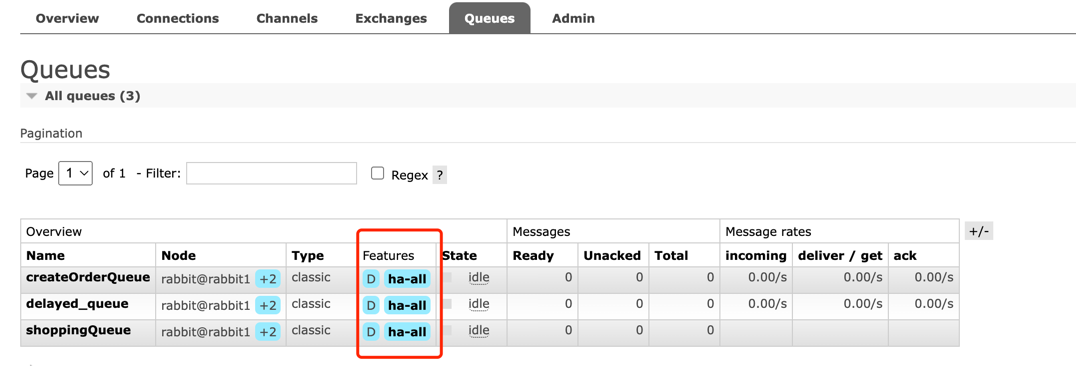 Overview Connections Channels Exchanges Queues Admin
Queues
All queues (3)
Pagination
Page 1 of 1 - Filter: Regex ?
Overview Messages Message rates +/-
Name Node Type Features State Ready Unacked Total incoming deliver / get ack
createOrderQueue rabbit@rabbit1 +2 classic D ha-all idle 0 0 0 0.00/s 0.00/s 0.00/s
delayed_queue rabbit@rabbit1 +2 classic D ha-all idle 0 0 0 0.00/s 0.00/s 0.00/s
shoppingQueue rabbit@rabbit1 +2 classic D ha-all idle 0 0 0